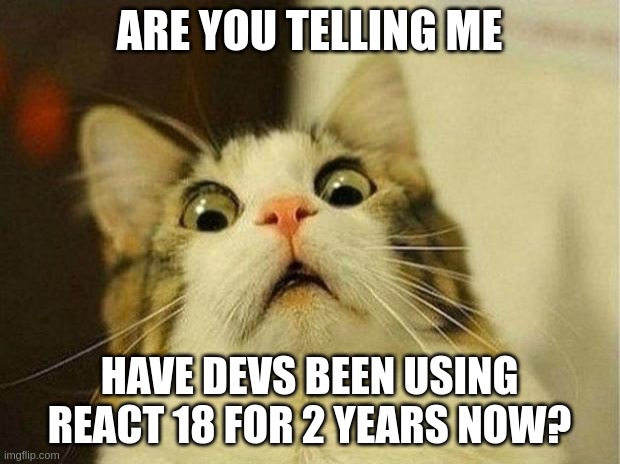 ARE YOU TELLING ME
HAVE DEVS BEEN USING
REACT 18 FOR 2 YEARS NOW?
imgflip.com